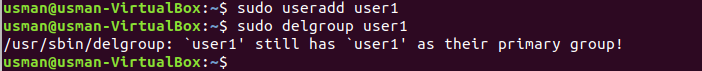 usman@usman-VirtualBox:~$ sudo useradd user1
usman@usman-VirtualBox:~$ sudo delgroup user1
/usr/sbin/delgroup: `user1' still has `user1' as their primary group!
usman@usman-VirtualBox:~$